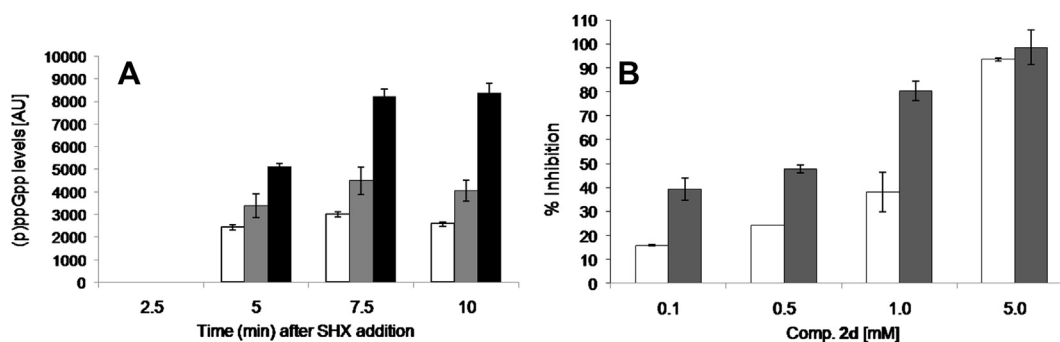 A
(p)ppGpp levels [AU]
10000
9000
8000
7000
6000
5000
4000
3000
2000
1000
0
2.5 5 7.5 10
Time (min) after SHX addition
B
% Inhibition
110
100
90
80
70
60
50
40
30
20
10
0
0.1 0.5 1.0 5.0
Comp. 2d [mM]